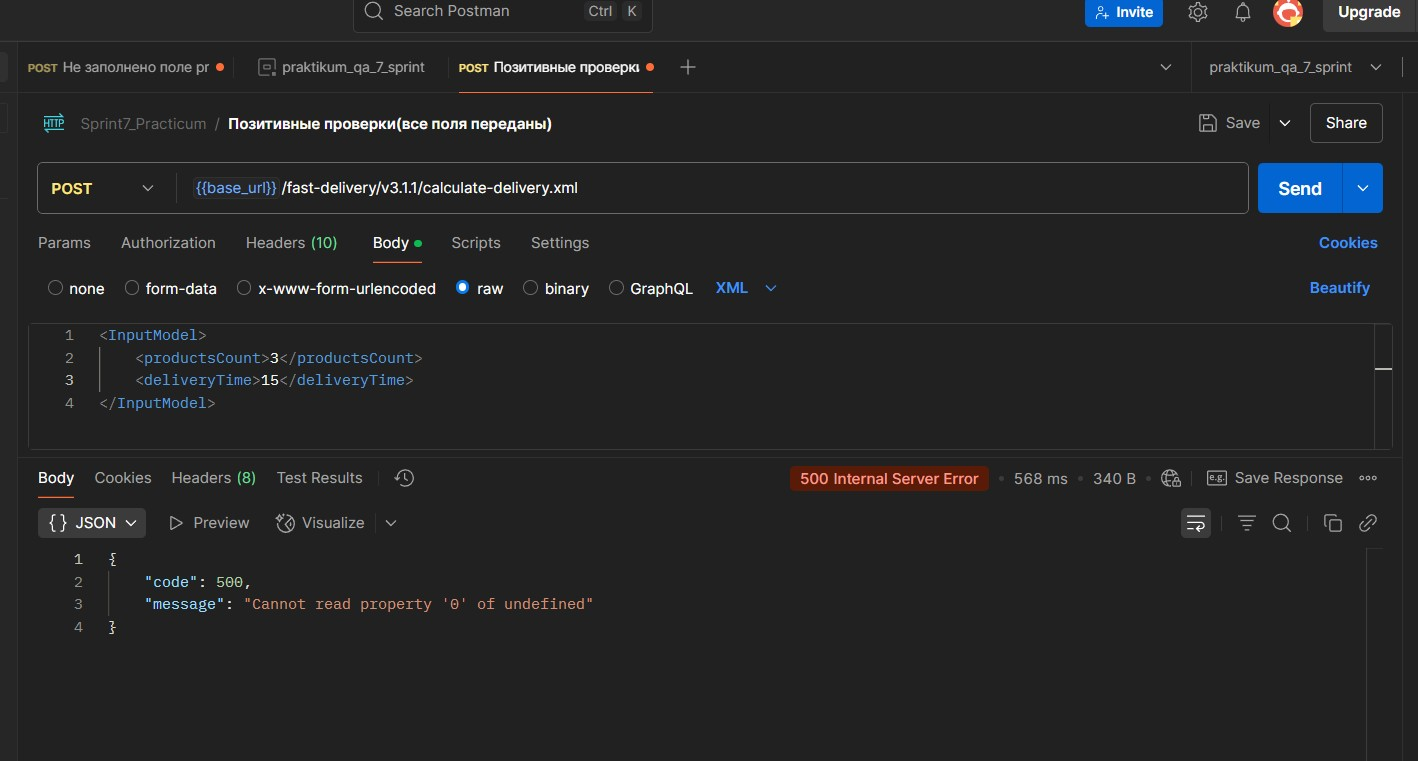 Search Postman Ctrl K Invite Upgrade
POST Не заполнено поле pr praktikum_qa_7_sprint POST Позитивные проверки praktikum_qa_7_sprint
HTTP Sprint7_Practicum / Позитивные проверки(все поля переданы) Save Share
POST {{base_url}} /fast-delivery/v3.1.1/calculate-delivery.xml Send
Params Authorization Headers (10) Body Scripts Settings Cookies
none form-data x-www-form-urlencoded raw binary GraphQL XML Beautify
1 <InputModel>
2 <productsCount>3</productsCount>
3 <deliveryTime>15</deliveryTime>
4 </InputModel>
Body Cookies Headers (8) Test Results 500 Internal Server Error 568 ms 340 B e.g. Save Response
{} JSON Preview Visualize
1 {
2 "code": 500,
3 "message": "Cannot read property '0' of undefined"
4 }